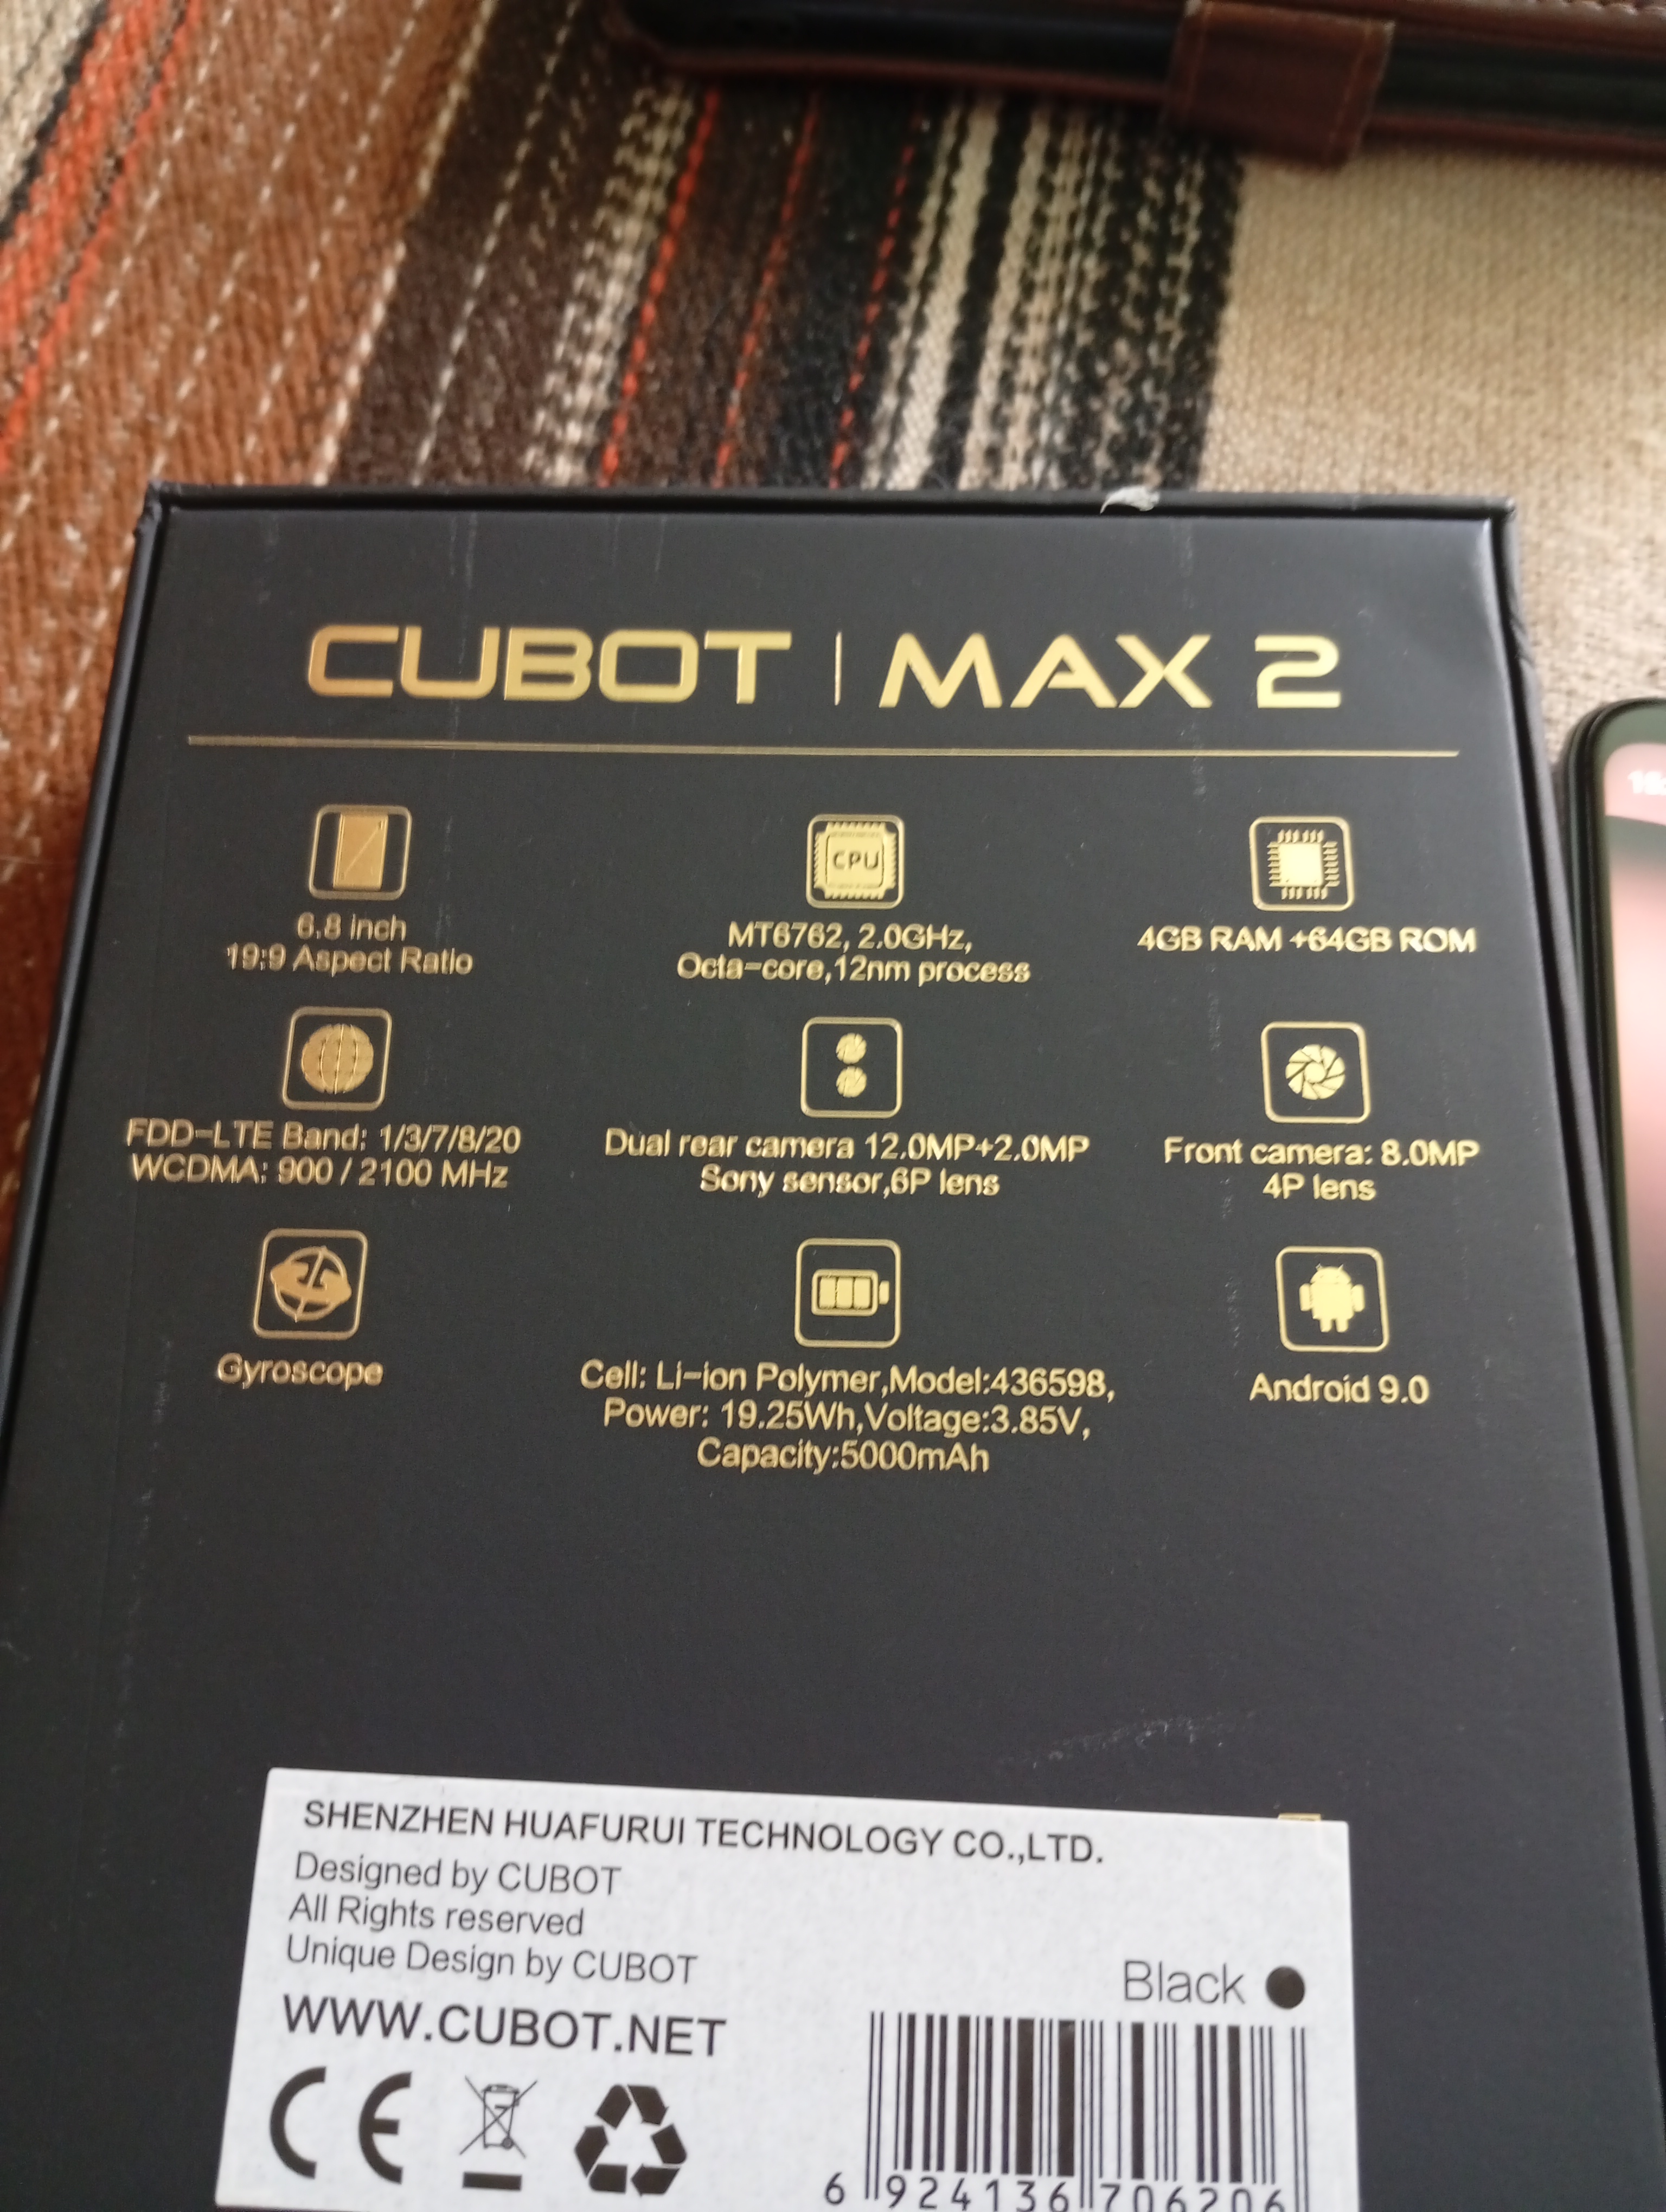 CUBOT | MAX 2
6.8 inch
19:9 Aspect Ratio
CPU
MT6762, 2.0GHz,
Octa-core,12nm process
4GB RAM +64GB ROM
FDD-LTE Band: 1/3/7/8/20
WCDMA: 900 / 2100 MHz
Dual rear camera 12.0MP+2.0MP
Sony sensor,6P lens
Front camera: 8.0MP
4P lens
Gyroscope
Cell: Li-ion Polymer,Model:436598,
Power: 19.25Wh,Voltage:3.85V,
Capacity:5000mAh
Android 9.0
SHENZHEN HUAFURUI TECHNOLOGY CO.,LTD.
Designed by CUBOT
All Rights reserved
Unique Design by CUBOT
WWW.CUBOT.NET
Black
CE
6 924136 706206